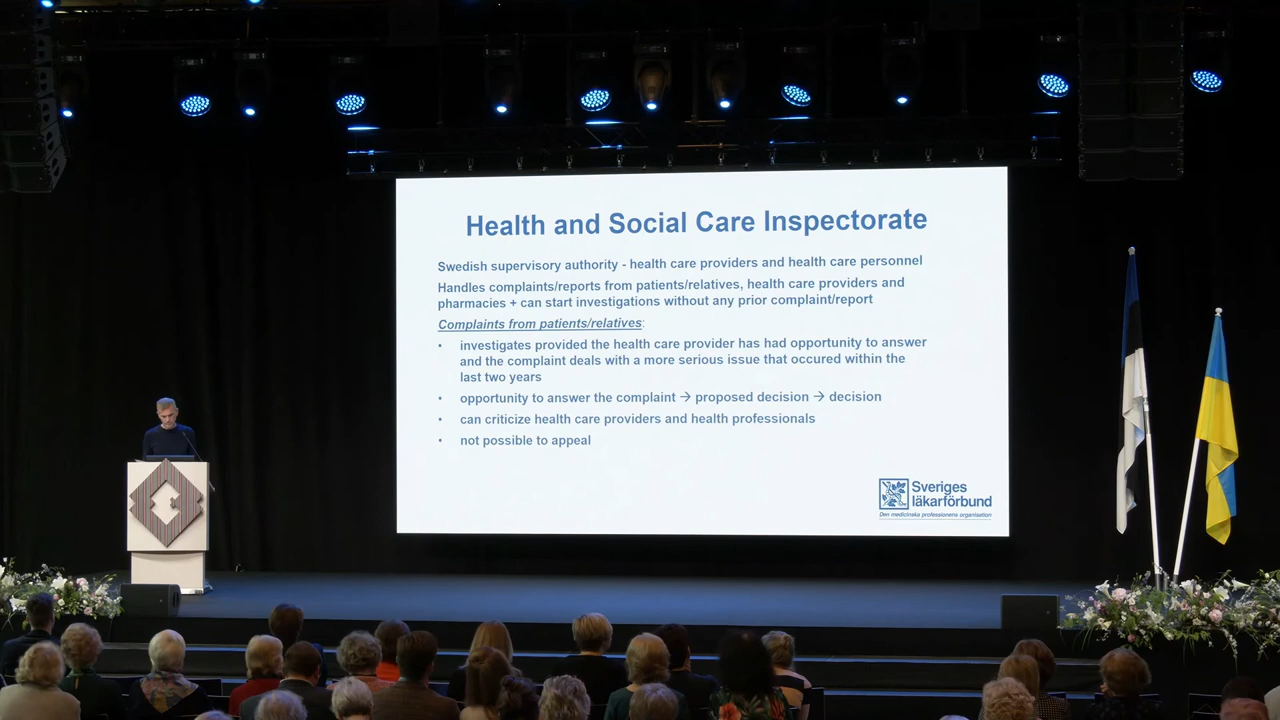 Health and Social Care Inspectorate
Swedish supervisory authority - health care providers and health care personnel
Handles complaints/reports from patients/relatives, health care providers and
pharmacies + can start investigations without any prior complaint/report
Complaints from patients/relatives:
• investigates provided the health care provider has had opportunity to answer
and the complaint deals with a more serious issue that occured within the
last two years
• opportunity to answer the complaint → proposed decision → decision
• can criticize health care providers and health professionals
• not possible to appeal
Sveriges
läkarförbund
Den medicinska professionens organisation